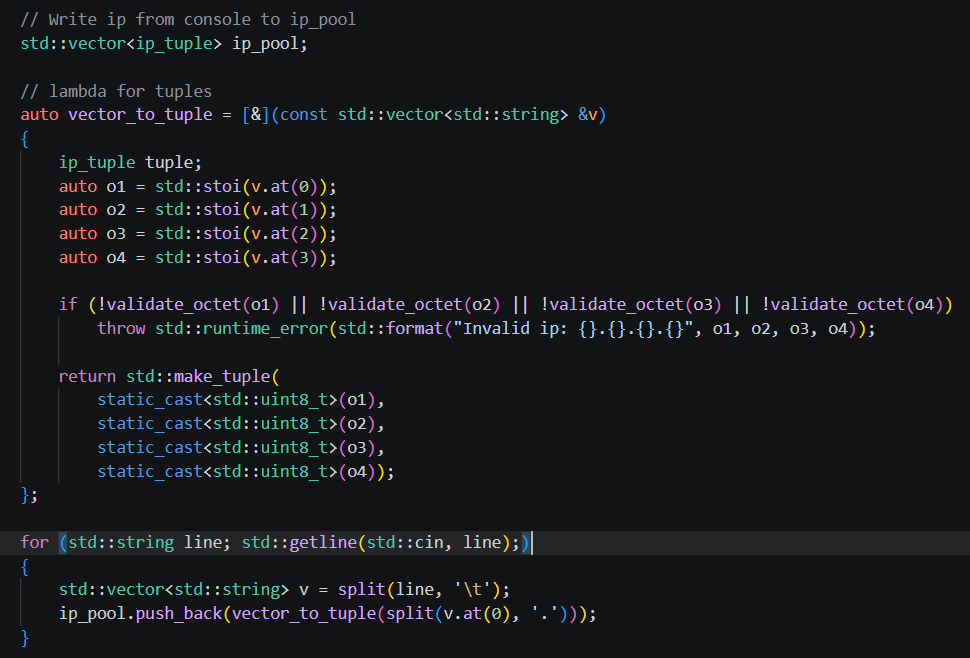 // Write ip from console to ip_pool
std::vector<ip_tuple> ip_pool;
// lambda for tuples
auto vector_to_tuple = [&](const std::vector<std::string> &v)
{
ip_tuple tuple;
auto o1 = std::stoi(v.at(0));
auto o2 = std::stoi(v.at(1));
auto o3 = std::stoi(v.at(2));
auto o4 = std::stoi(v.at(3));
if (!validate_octet(o1) || !validate_octet(o2) || !validate_octet(o3) || !validate_octet(o4))
throw std::runtime_error(std::format("Invalid ip: {}.{}.{}.{}", o1, o2, o3, o4));
return std::make_tuple(
static_cast<std::uint8_t>(o1),
static_cast<std::uint8_t>(o2),
static_cast<std::uint8_t>(o3),
static_cast<std::uint8_t>(o4));
};
for (std::string line; std::getline(std::cin, line);)
{
std::vector<std::string> v = split(line, '\t');
ip_pool.push_back(vector_to_tuple(split(v.at(0), '.')));
}